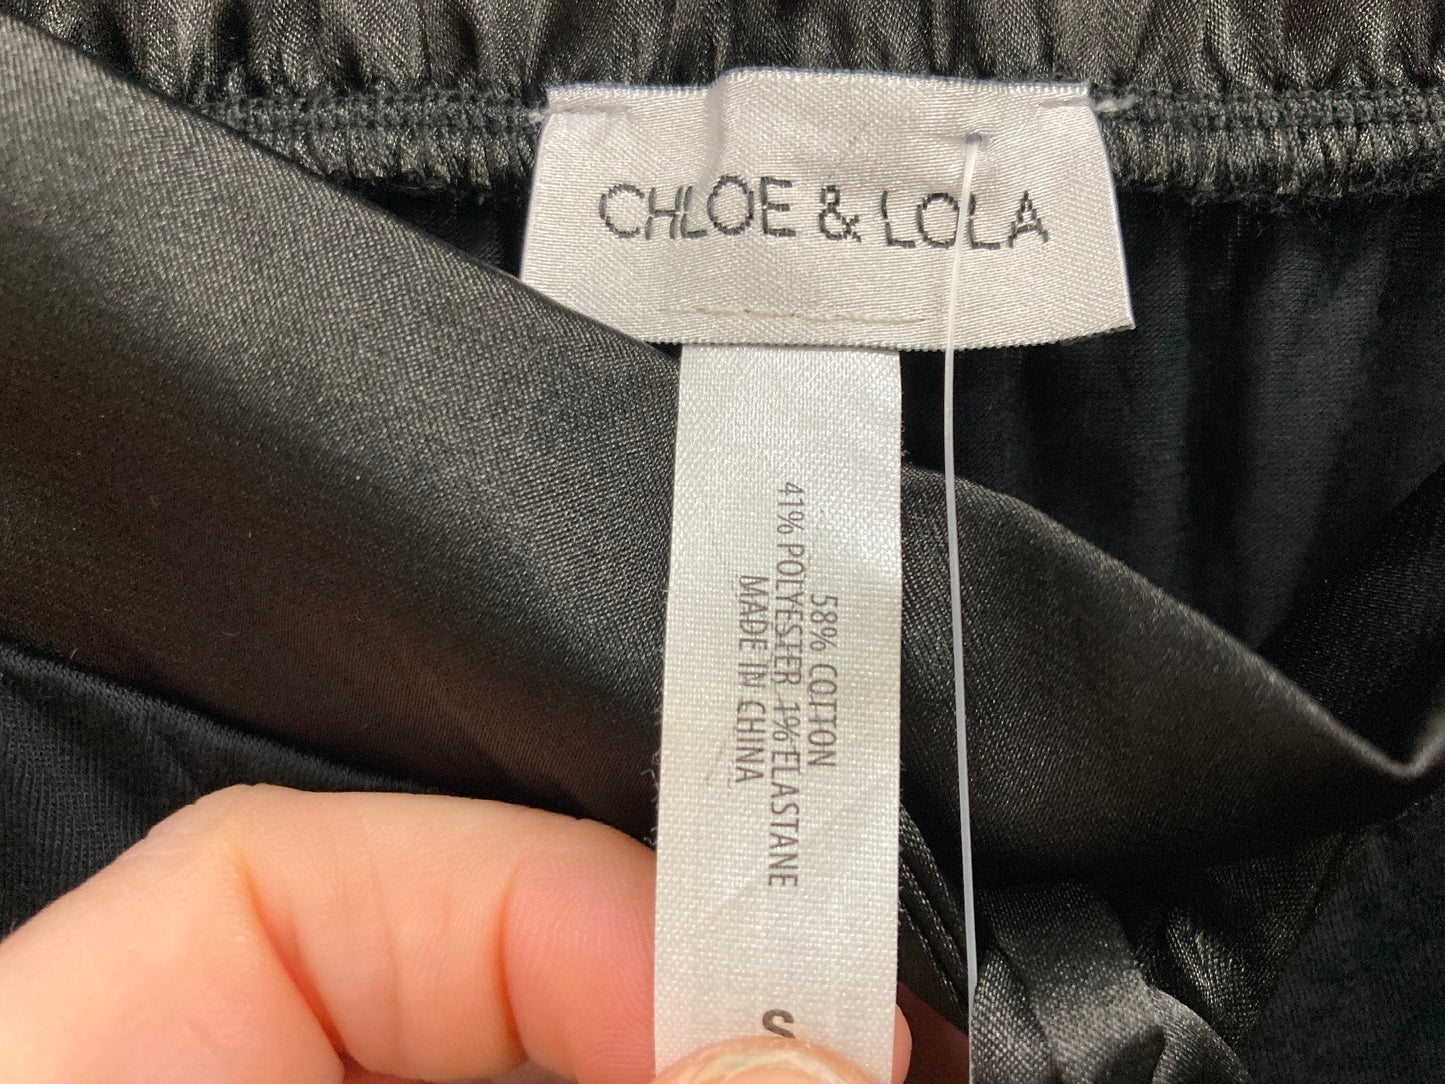 CHLOE & LOLA
58% COTTON
41% POLYESTER 1% ELASTANE
MADE IN CHINA
S